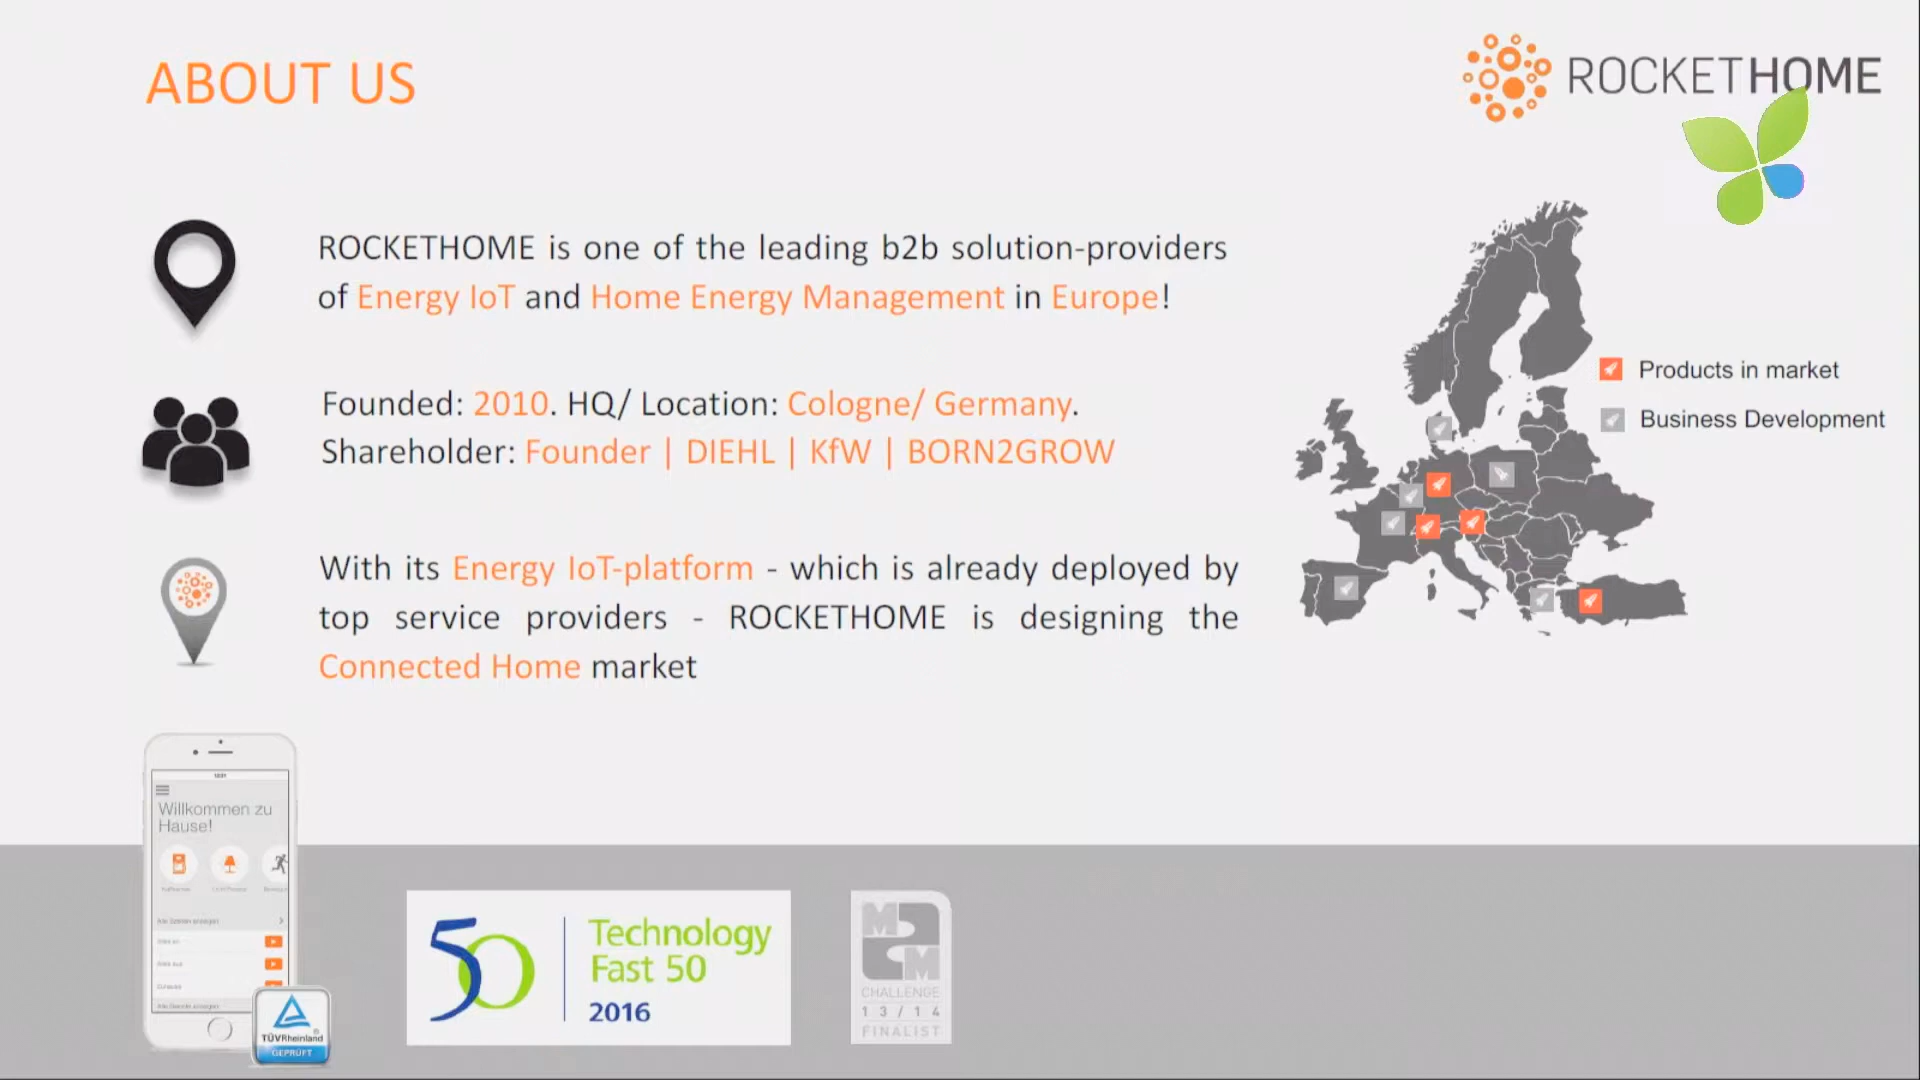 ABOUT US
ROCKETHOME
ROCKETHOME is one of the leading b2b solution-providers
of Energy IoT and Home Energy Management in Europe!
Founded: 2010. HQ/ Location: Cologne/ Germany.
Shareholder: Founder | DIEHL | KfW | BORN2GROW
With its Energy IoT-platform - which is already deployed by
top service providers - ROCKETHOME is designing the
Connected Home market
Products in market
Business Development
Willkommen zu
Hause!
TÜVRheinland
GEPRÜFT
50
Technology
Fast 50
2016
CHALLENGE
13/14
FINALIST